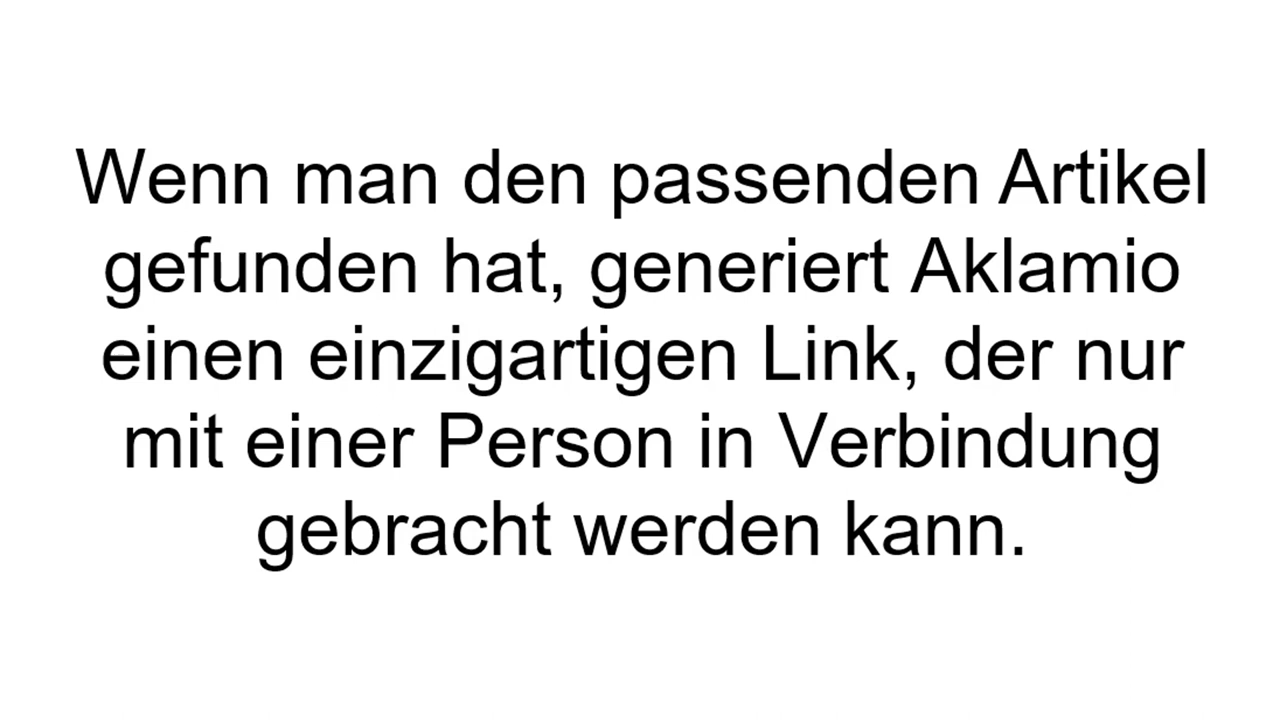 Wenn man den passenden Artikel
gefunden hat, generiert Aklamio
einen einzigartigen Link, der nur
mit einer Person in Verbindung
gebracht werden kann.